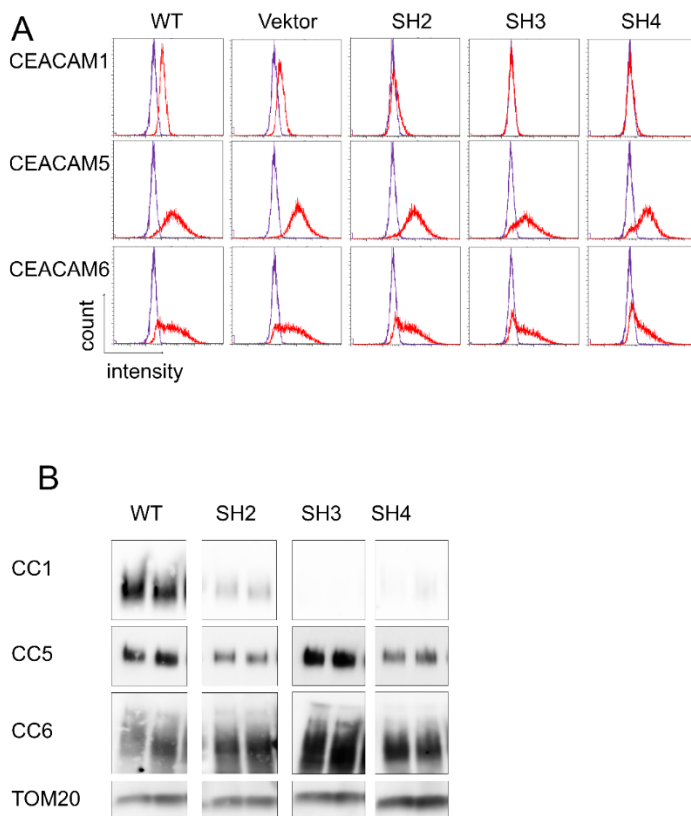 A
WT Vektor SH2 SH3 SH4
CEACAM1
CEACAM5
CEACAM6
count
intensity
B
WT SH2 SH3 SH4
CC1
CC5
CC6
TOM20